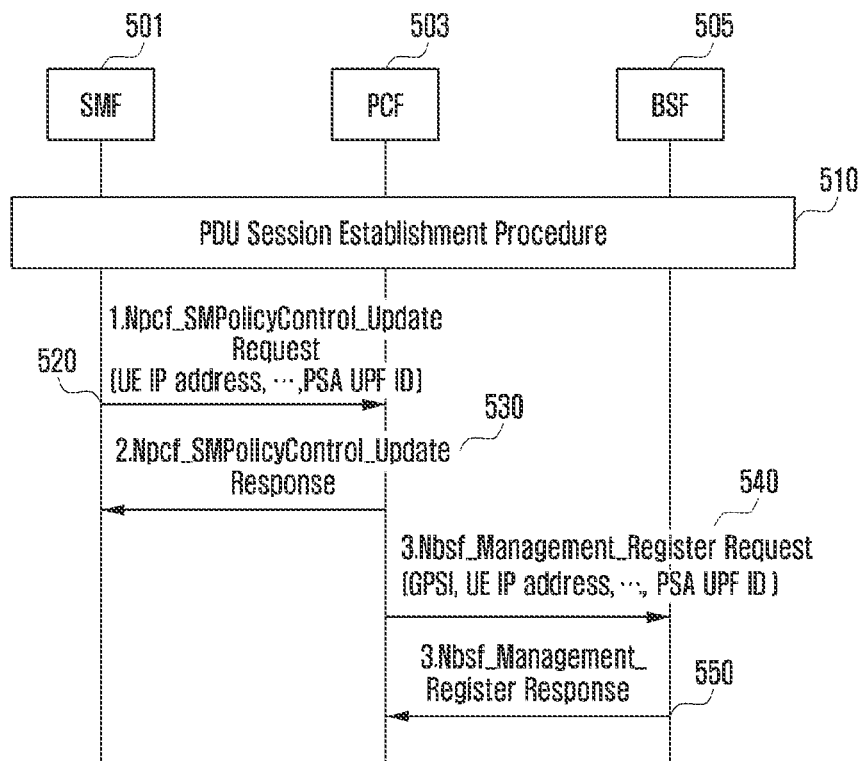 501
503
505
SMF
PCF
BSF
510
PDU Session Establishment Procedure
1.Npcf_SMPolicyControl_Update
Request
(UE IP address, ···,PSA UPF ID)
520
530
2.Npcf_SMPolicyControl_Update
Response
540
3.Nbsf_Management_Register Request
(GPSI, UE IP address, ···, PSA UPF ID)
3.Nbsf_Management_
Register Response
550